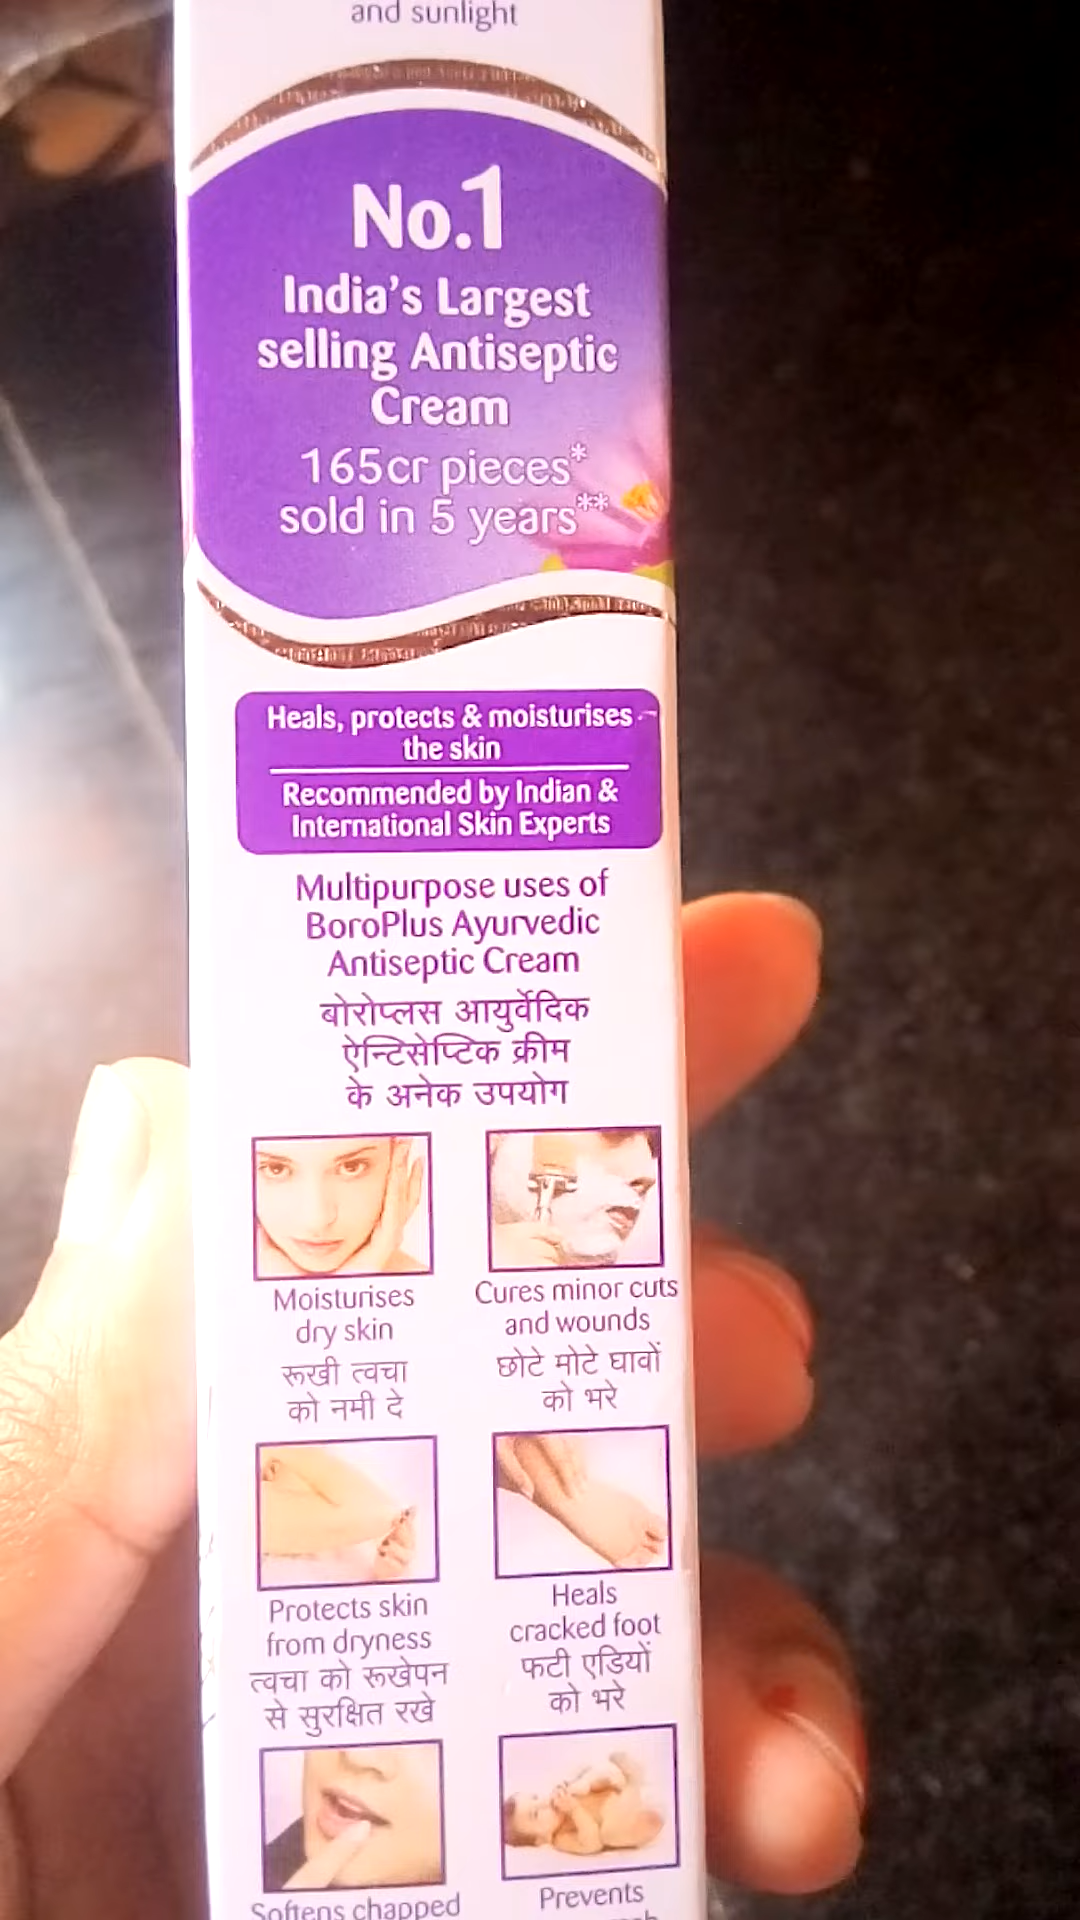 and sunlight
No.1
India's Largest
selling Antiseptic
Cream
165cr pieces*
sold in 5 years**
Heals, protects & moisturises
the skin
Recommended by Indian &
International Skin Experts
Multipurpose uses of
BoroPlus Ayurvedic
Antiseptic Cream
बोरोप्लस आयुर्वेदिक
ऐन्टिसेप्टिक क्रीम
के अनेक उपयोग
Moisturises
dry skin
रूखी त्वचा
को नमी दे
Cures minor cuts
and wounds
छोटे मोटे घावों
को भरे
Protects skin
from dryness
त्वचा को रूखेपन
से सुरक्षित रखे
Heals
cracked foot
फटी एडियों
को भरे
Softens chapped
Prevents